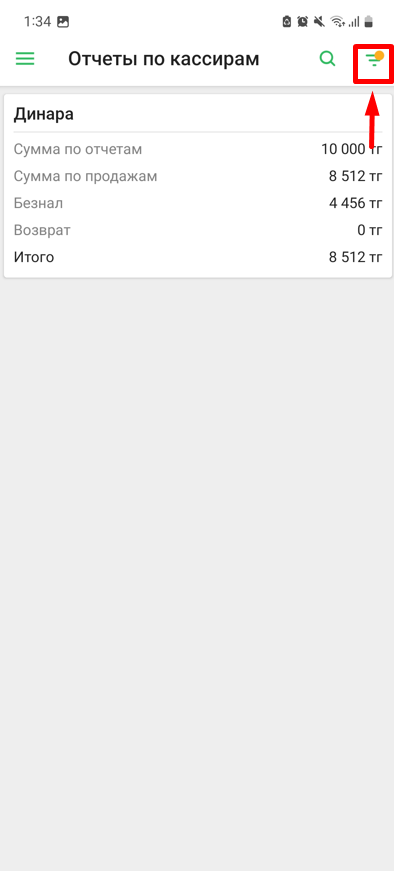 1:34
Отчеты по кассирам
Динара
Сумма по отчетам 10 000 тг
Сумма по продажам 8 512 тг
Безнал 4 456 тг
Возврат 0 тг
Итого 8 512 тг